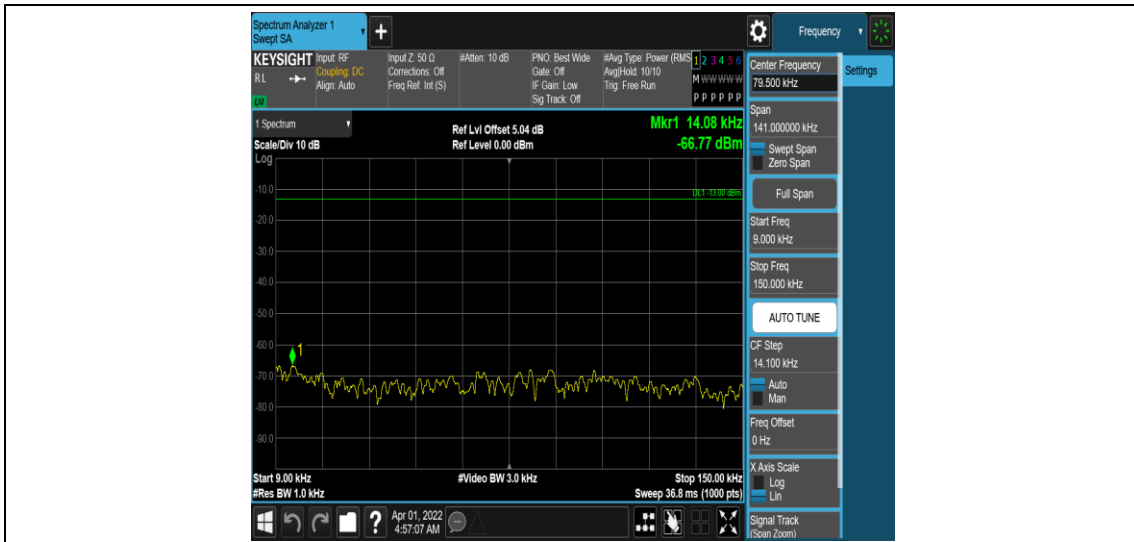 Spectrum Analyzer 1
Swept SA
+
Frequency
KEYSIGHT
RL
Input: RF
Coupling: DC
Align: Auto
Input Z: 50 Ω
Corrections: Off
Freq Ref: Int (S)
#Atten: 10 dB
PNO: Best Wide
Gate: Off
IF Gain: Low
Sig Track: Off
#Avg Type: Power (RMS
Avg|Hold: 10/10
Trig: Free Run
1 2 3 4 5 6
M W W W W W
P P P P P P
1 Spectrum
Scale/Div 10 dB
Log
Ref Lvl Offset 5.04 dB
Ref Level 0.00 dBm
Mkr1 14.08 kHz
-66.77 dBm
DL1 -13.00 dBm
-10.0
-20.0
-30.0
-40.0
-50.0
-60.0
-70.0
-80.0
-90.0
1
Start 9.00 kHz
#Res BW 1.0 kHz
#Video BW 3.0 kHz
Stop 150.00 kHz
Sweep 36.8 ms (1000 pts)
?
Apr 01, 2022
4:57:07 AM
Center Frequency
79.500 kHz
Settings
Span
141.000000 kHz
Swept Span
Zero Span
Full Span
Start Freq
9.000 kHz
Stop Freq
150.000 kHz
AUTO TUNE
CF Step
14.100 kHz
Auto
Man
Freq Offset
0 Hz
X Axis Scale
Log
Lin
Signal Track
(Span Zoom)